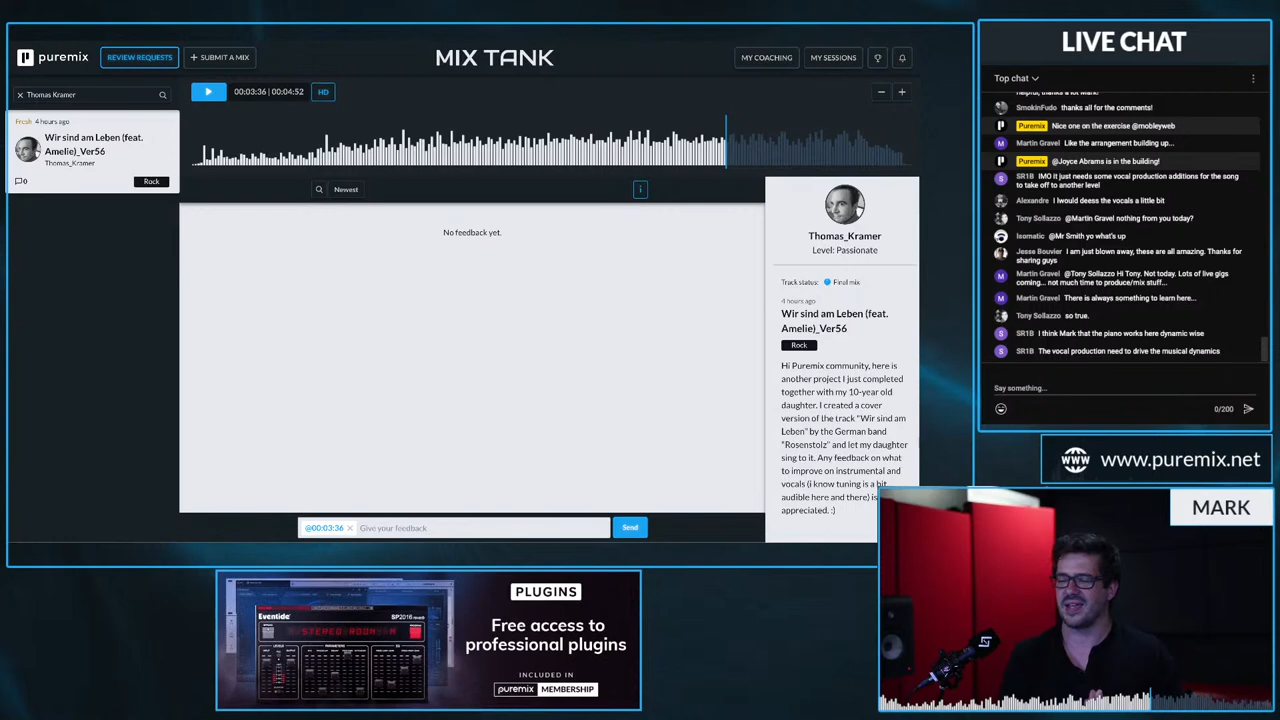 puremix
REVIEW REQUESTS
+ SUBMIT A MIX
MIX TANK
MY COACHING
MY SESSIONS
× Thomas Kramer
00:03:36 | 00:04:52
HD
Fresh 4 hours ago
Wir sind am Leben (feat.
Amelie)_Ver56
Thomas_Kramer
0
Rock
Newest
i
No feedback yet.
@00:03:36 ×
Give your feedback
Send
Thomas_Kramer
Level: Passionate
Track status: Final mix
4 hours ago
Wir sind am Leben (feat.
Amelie)_Ver56
Rock
Hi Puremix community, here is
another project I just completed
together with my 10-year old
daughter. I created a cover
version of the track "Wir sind am
Leben" by the German band
"Rosenstolz" and let my daughter
sing to it. Any feedback on what
to improve on instrumental and
vocals (i know tuning is a bit
audible here and there) is
appreciated. :)
LIVE CHAT
Top chat
SmokinFudo thanks all for the comments!
Puremix Nice one on the exercise @mobleyweb
Martin Gravel Like the arrangement building up...
Puremix @Joyce Abrams is in the building!
SR1B IMO It just needs some vocal production additions for the song
to take off to another level
Alexandre I Iwould deess the vocals a little bit
Tony Sollazzo @Martin Gravel nothing from you today?
Isomatic @Mr Smith yo what's up
Jesse Bouvier I am just blown away, these are all amazing. Thanks for
sharing guys
Martin Gravel @Tony Sollazzo Hi Tony. Not today. Lots of live gigs
coming... not much time to produce/mix stuff...
Martin Gravel There is always something to learn here...
Tony Sollazzo so true.
SR1B I think Mark that the piano works here dynamic wise
SR1B The vocal production need to drive the musical dynamics
Say something...
0/200
WWW www.puremix.net
MARK
Eventide
SP2016 reverb
STEREO ROOM
PLUGINS
Free access to
professional plugins
INCLUDED IN
puremix MEMBERSHIP